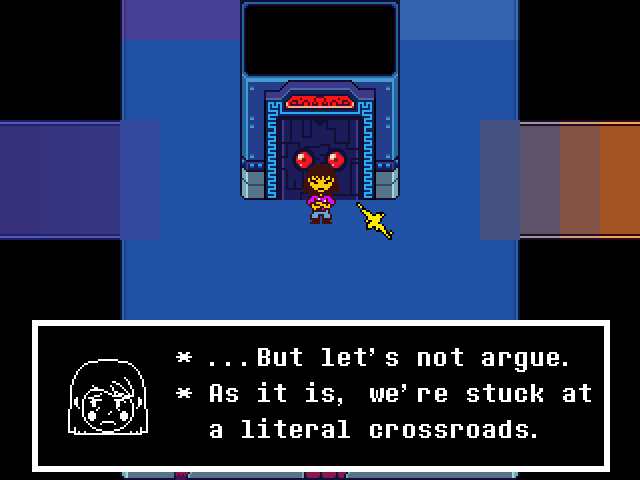 * ...But let's not argue.
* As it is, we're stuck at
a literal crossroads.